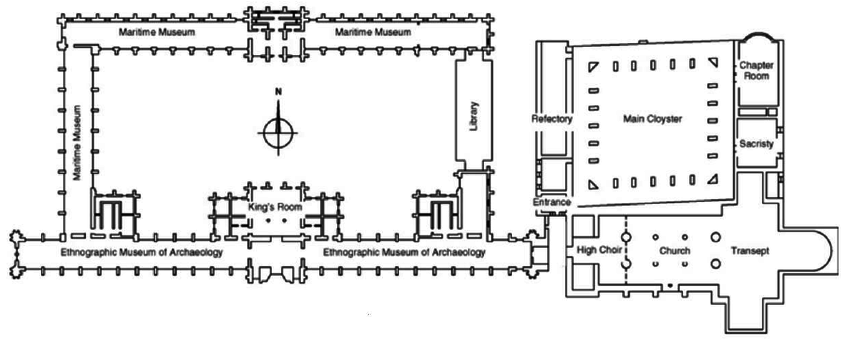 Maritime Museum
Maritime Museum
Chapter
Room
N
Maritime Museum
Library
Refectory
Main Cloyster
Sacristy
King's Room
Entrance
Ethnographic Museum of Archaeology
Ethnographic Museum of Archaeology
High Choir
Church
Transept